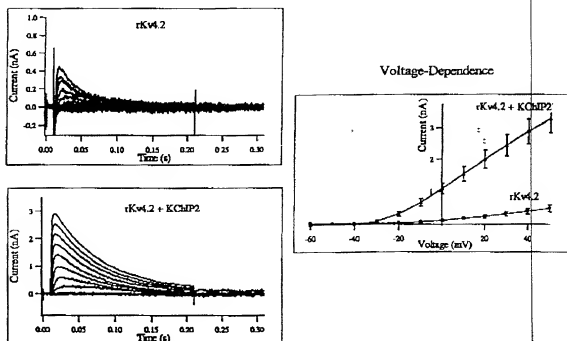 rKv4.2
Current (nA)
1.0
0.8
0.6
0.4
0.2
0.0
-0.2
0.00 0.05 0.10 0.15 0.20 0.25 0.30
Time (s)
rKv4.2 + KChIP2
Current (nA)
3
2
1
0
0.00 0.05 0.10 0.15 0.20 0.25 0.30
Time (s)
Voltage-Dependence
rKv4.2 + KChIP2
Current (nA)
3
2
rKv4.2
-60 -40 -20 0 20 40
Voltage (mV)